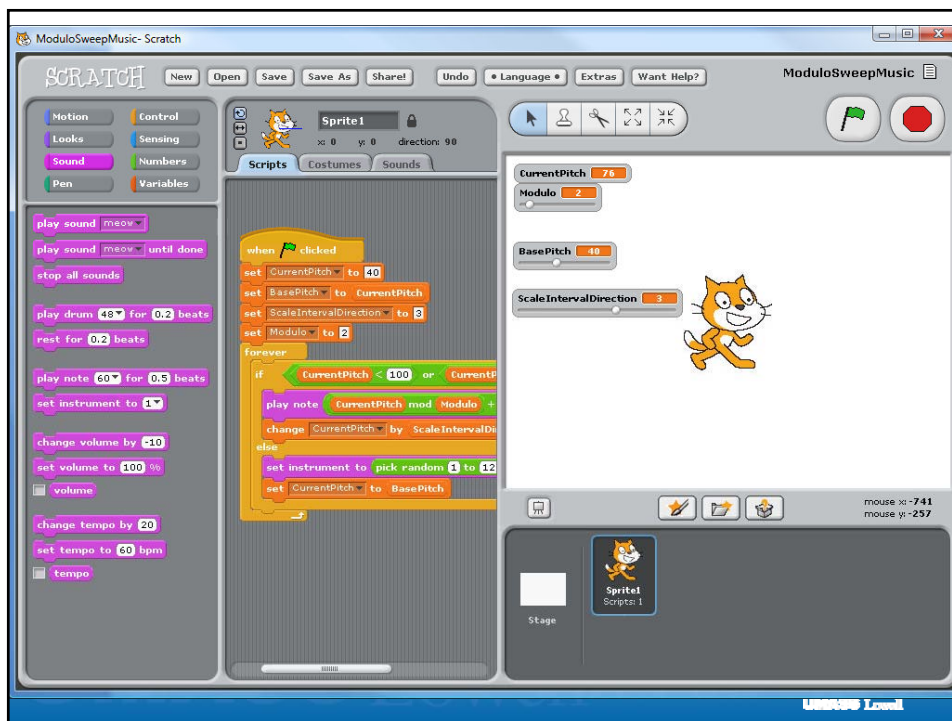 ModuloSweepMusic- Scratch
SCRATCH New Open Save Save As Share! Undo • Language • Extras Want Help? ModuloSweepMusic
Motion Control
Looks Sensing
Sound Numbers
Pen Variables
play sound meow
play sound meow until done
stop all sounds
play drum 48 for 0.2 beats
rest for 0.2 beats
play note 60 for 0.5 beats
set instrument to 1
change volume by -10
set volume to 100 %
volume
change tempo by 20
set tempo to 60 bpm
tempo
Sprite1
x: 0 y: 0 direction: 90
Scripts Costumes Sounds
when clicked
set CurrentPitch to 40
set BasePitch to CurrentPitch
set ScaleIntervalDirection to 3
set Modulo to 2
forever
if CurrentPitch < 100 or CurrentP
play note CurrentPitch mod Modulo +
change CurrentPitch by ScaleIntervalDi
else
set instrument to pick random 1 to 12
set CurrentPitch to BasePitch
CurrentPitch 76
Modulo 2
BasePitch 40
ScaleIntervalDirection 3
mouse x: -741
mouse y: -257
Stage
Sprite1
Scripts: 1
Lowell